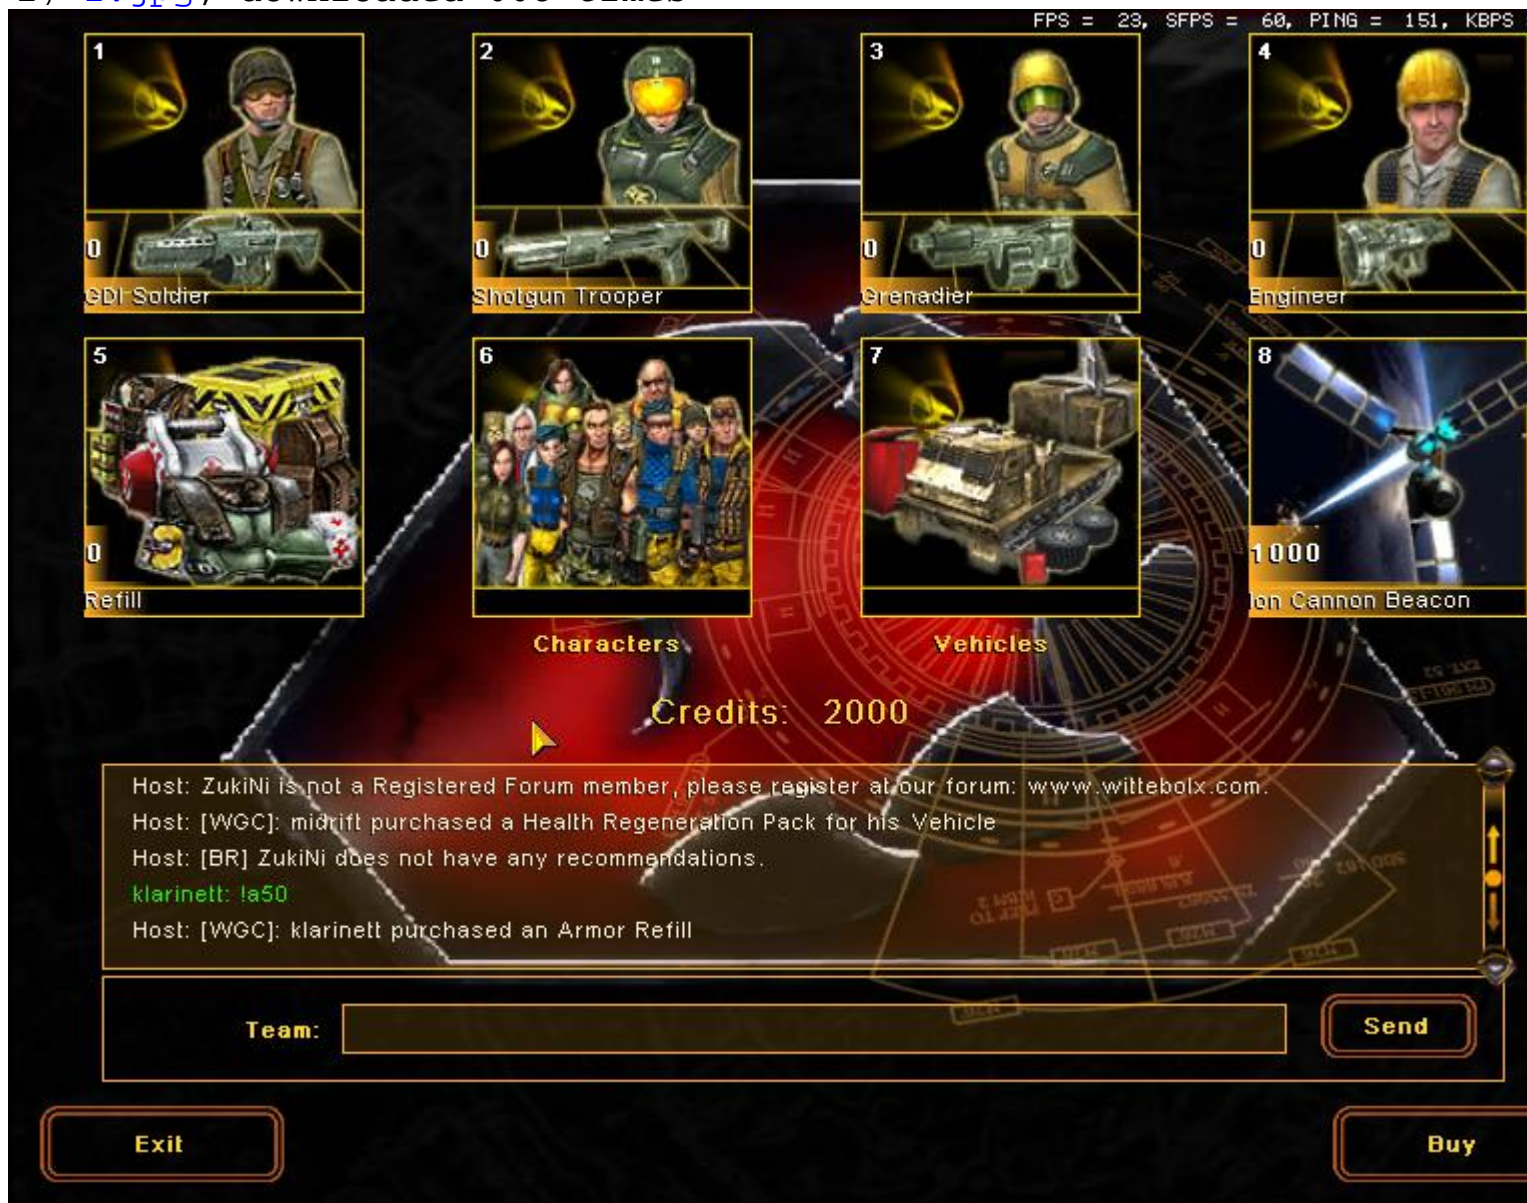 FPS = 23, SFPS = 60, PING = 151, KBPS
1
2
3
4
0
0
0
0
GDI Soldier
Shotgun Trooper
Grenadier
Engineer
5
6
7
8
0
1000
Refill
Ion Cannon Beacon
Characters
Vehicles
Credits: 2000
Host: ZukiNi is not a Registered Forum member, please register at our forum: www.wittebolx.com.
Host: [WGC]: midrift purchased a Health Regeneration Pack for his Vehicle
Host: [BR] ZukiNi does not have any recommendations.
klarinett: !a50
Host: [WGC]: klarinett purchased an Armor Refill
Team:
Send
Exit
Buy